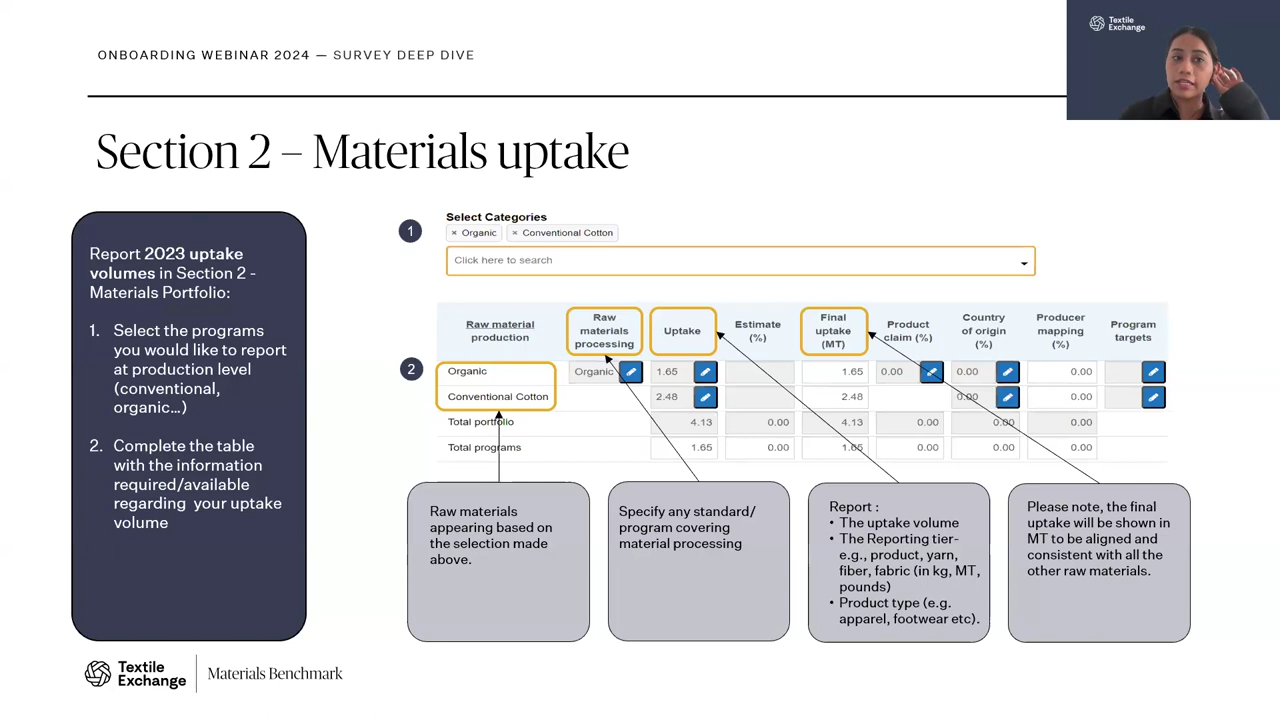 ONBOARDING WEBINAR 2024 — SURVEY DEEP DIVE
Textile
Exchange
Section 2 – Materials uptake
Report 2023 uptake
volumes in Section 2 -
Materials Portfolio:
1. Select the programs
you would like to report
at production level
(conventional,
organic…)
2. Complete the table
with the information
required/available
regarding your uptake
volume
1
Select Categories
× Organic × Conventional Cotton
Click here to search
2
Raw material
production
Raw
materials
processing
Uptake
Estimate
(%)
Final
uptake
(MT)
Product
claim (%)
Country
of origin
(%)
Producer
mapping
(%)
Program
targets
Organic Organic 1.65 1.65 0.00 0.00 0.00
Conventional Cotton 2.48 2.48 0.00 0.00
Total portfolio 4.13 0.00 4.13 0.00 0.00 0.00
Total programs 1.65 0.00 1.65 0.00 0.00 0.00
Raw materials
appearing based on
the selection made
above.
Specify any standard/
program covering
material processing
Report :
• The uptake volume
• The Reporting tier-
e.g., product, yarn,
fiber, fabric (in kg, MT,
pounds)
• Product type (e.g.
apparel, footwear etc).
Please note, the final
uptake will be shown in
MT to be aligned and
consistent with all the
other raw materials.
Textile
Exchange
Materials Benchmark